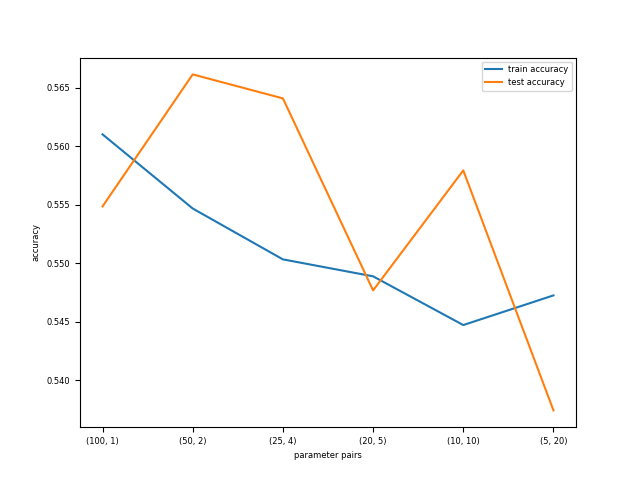 train accuracy
test accuracy
0.565
0.560
0.555
0.550
0.545
0.540
accuracy
(100, 1) (50, 2) (25, 4) (20, 5) (10, 10) (5, 20)
parameter pairs